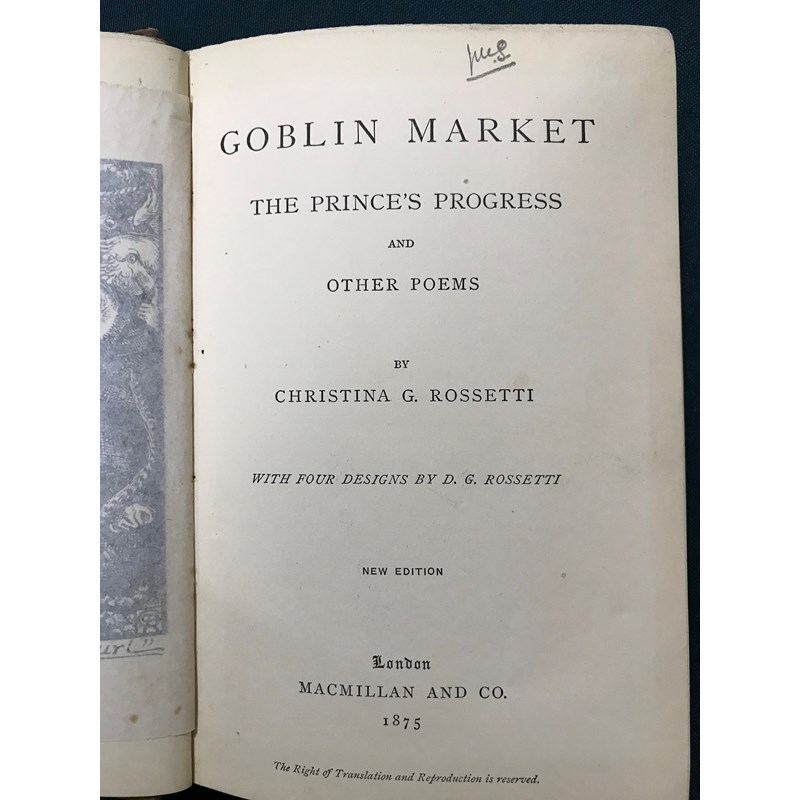 GOBLIN MARKET
THE PRINCE'S PROGRESS
AND
OTHER POEMS
BY
CHRISTINA G. ROSSETTI
WITH FOUR DESIGNS BY D. G. ROSSETTI
NEW EDITION
London
MACMILLAN AND CO.
1875
The Right of Translation and Reproduction is reserved.